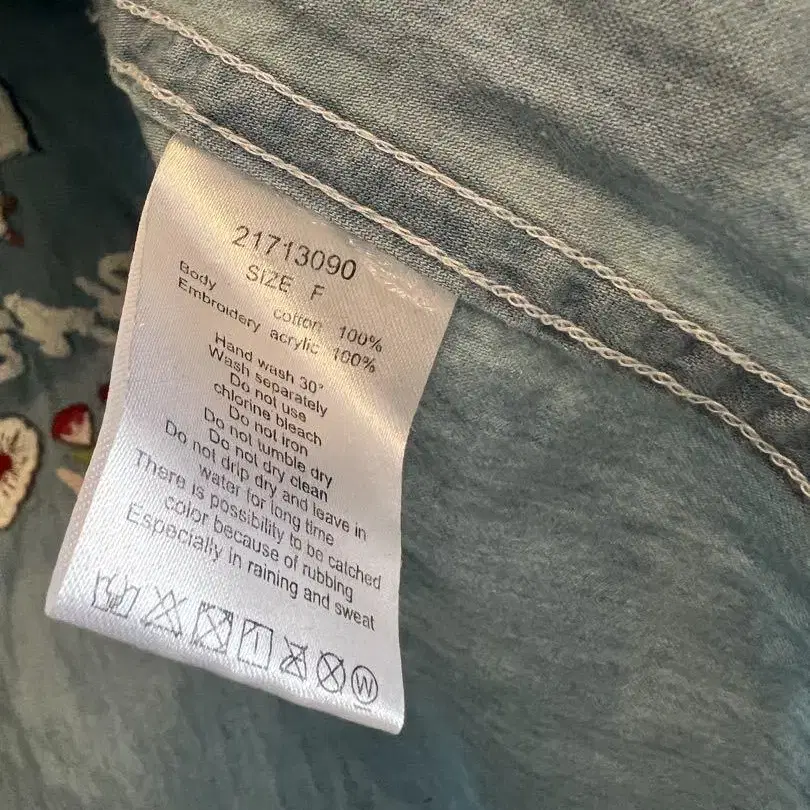 21713090
SIZE F
Body cotton 100%
Embroidery acrylic 100%
Hand wash 30°
Wash separately
Do not use
chlorine bleach
Do not iron
Do not tumble dry
Do not dry clean
Do not drip dry and leave in
water for long time
There is possibility to be catched
color because of rubbing
Especially in raining and sweat
W